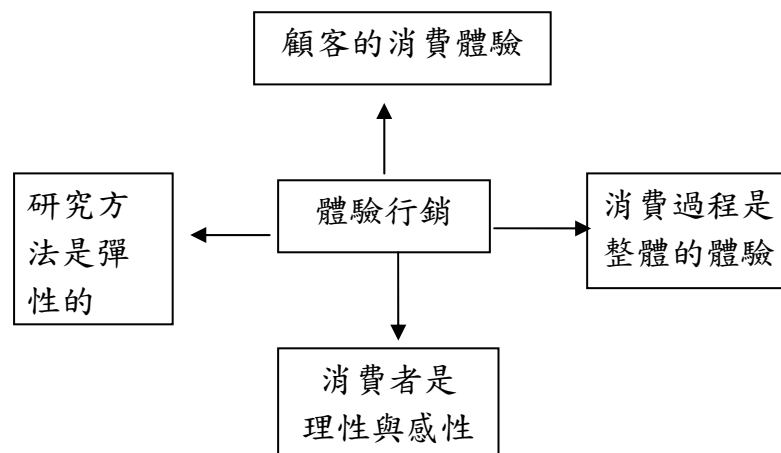 顧客的消費體驗
研究方
法是彈
性的
體驗行銷
消費過程是
整體的體驗
消費者是
理性與感性